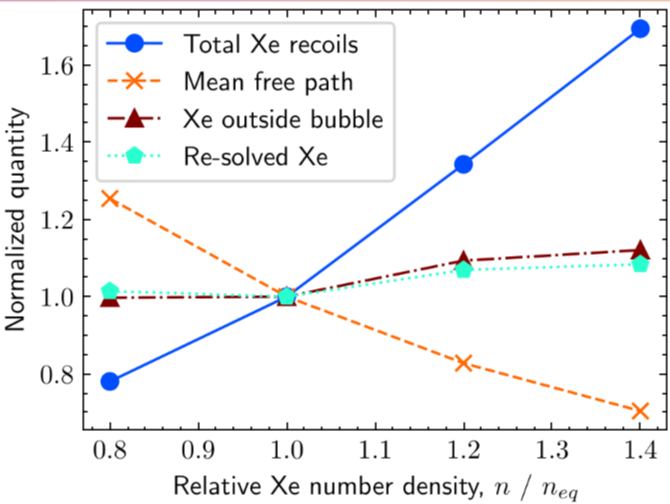 Total Xe recoils
Mean free path
Xe outside bubble
Re-solved Xe
Normalized quantity
1.6
1.4
1.2
1.0
0.8
0.8 0.9 1.0 1.1 1.2 1.3 1.4
Relative Xe number density, n / n_eq